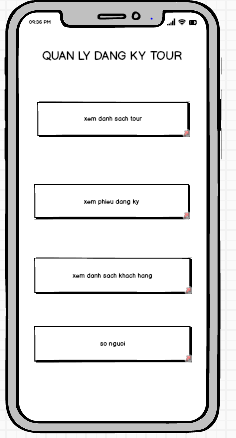 09:36 PM
QUAN LY DANG KY TOUR
xem danh sach tour
xem phieu dang ky
xem danh sach khach hang
so nguoi